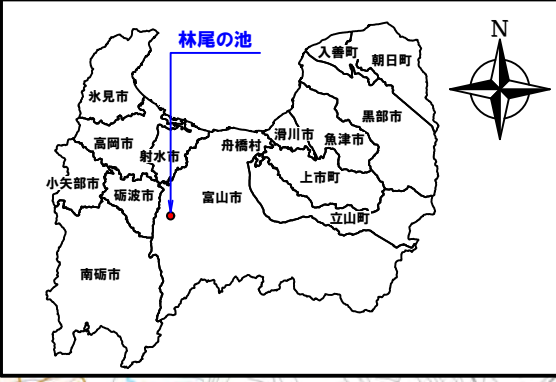 林尾の池
N
入善町
朝日町
氷見市
黒部市
高岡市
射水市
舟橋村
滑川市
魚津市
小矢部市
砺波市
富山市
上市町
立山町
南砺市